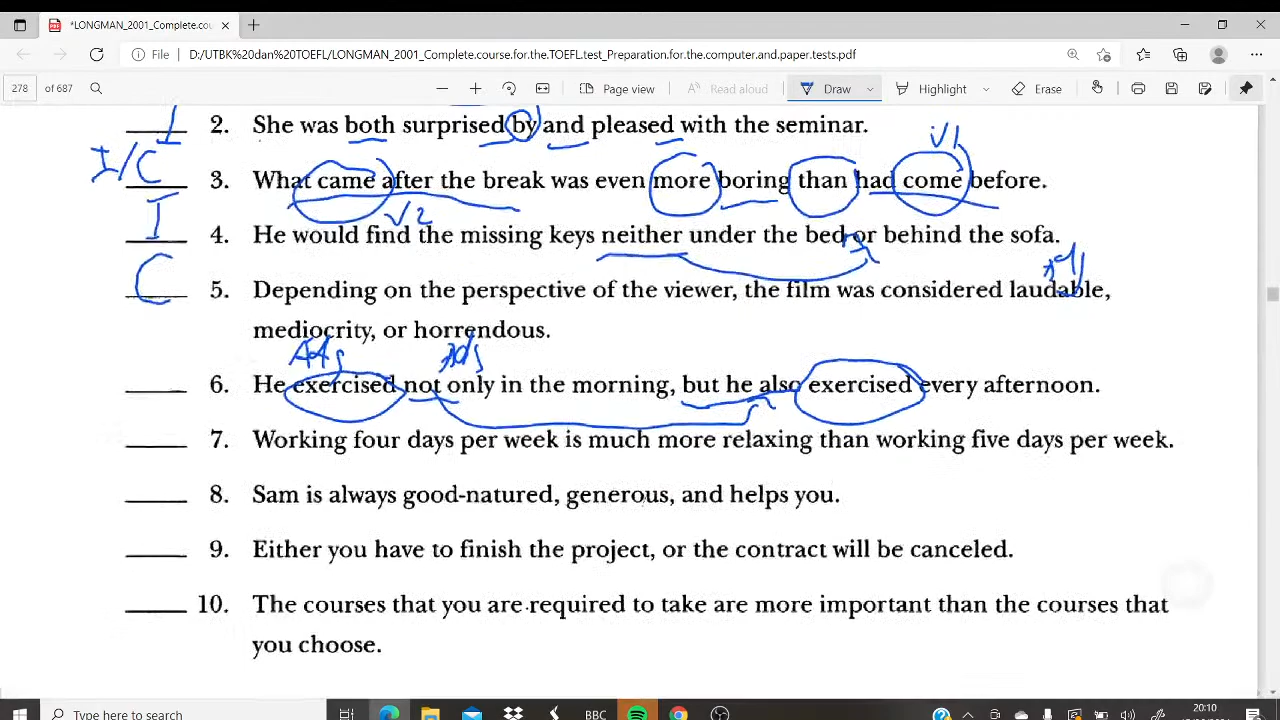 *LONGMAN_2001_Complete.cou
File D:/UTBK%20dan%20TOEFL/LONGMAN_2001_Complete.course.for.the.TOEFL.test_Preparation.for.the.computer.and.paper.tests.pdf
278 of 687 Page view Read aloud Draw Highlight Erase
I 2. She was both surprised by and pleased with the seminar.
V1
I/C 3. What came after the break was even more boring than had come before.
V2
I 4. He would find the missing keys neither under the bed or behind the sofa.
C 5. Depending on the perspective of the viewer, the film was considered laudable,
mediocrity, or horrendous.
6. He exercised not only in the morning, but he also exercised every afternoon.
7. Working four days per week is much more relaxing than working five days per week.
8. Sam is always good-natured, generous, and helps you.
9. Either you have to finish the project, or the contract will be canceled.
10. The courses that you are required to take are more important than the courses that
you choose.
Type here to search BBC 20:10